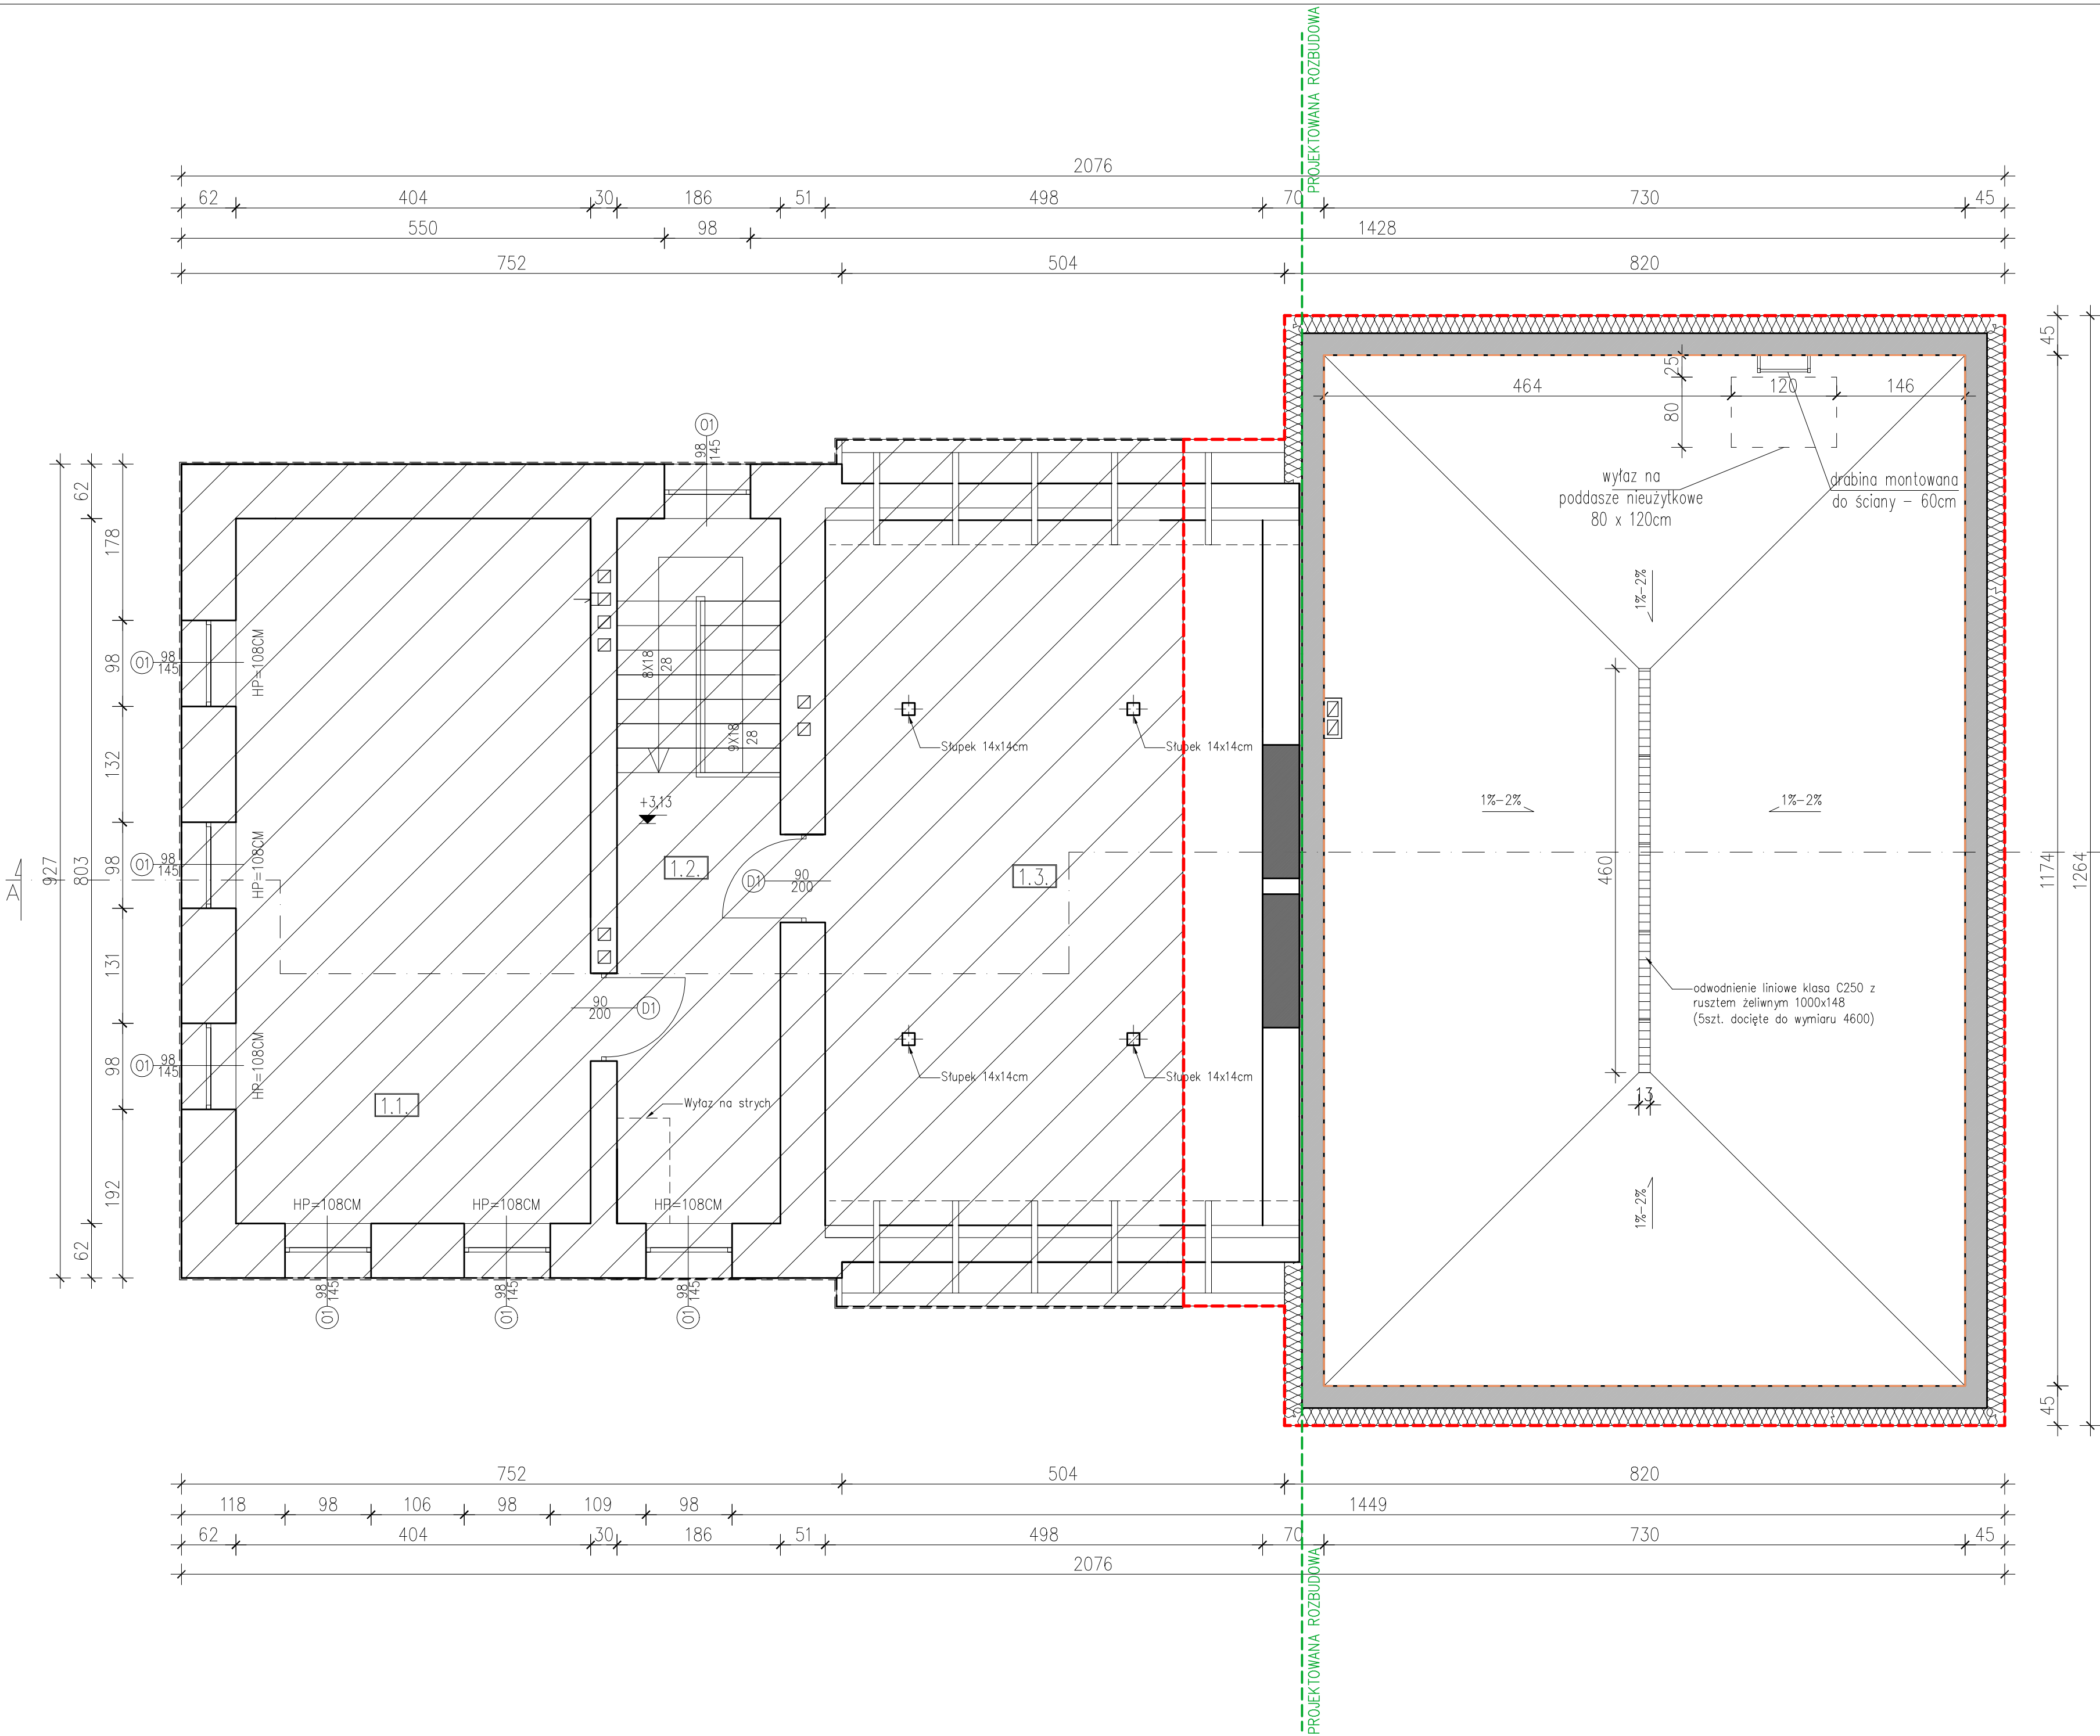 PROJEKTOWANA ROZBUDOWA
2076
62 404 30 186 51 498 70 730 45
550 98 1428
752 504 820
45
25
464 120 146
80
wyłaz na
poddasze nieużytkowe
80 x 120cm
drabina montowana
do ściany - 60cm
01 98 145
62
178
1%-2%
01 98 145
HP=108CM
98
8X18
28
9X18
28
Słupek 14x14cm
Słupek 14x14cm
132
+3,13
1%-2%
1%-2%
A
927
803
98
01 98 145
HP=108CM
1.2.
D1 90 200
1.3.
460
1174
1264
131
90 200 D1
odwodnienie liniowe klasa C250 z
rusztem żeliwnym 1000x148
(5szt. docięte do wymiaru 4600)
98
01 98 145
HP=108CM
Słupek 14x14cm
Słupek 14x14cm
1.1.
Wyłaz na strych
13
192
62
HP=108CM
HP=108CM
HP=108CM
1%-2%
98 145 01
98 145 01
98 145 01
45
752 504 820
118 98 106 98 109 98 1449
62 404 30 186 51 498 70 730 45
2076
PROJEKTOWANA ROZBUDOWA